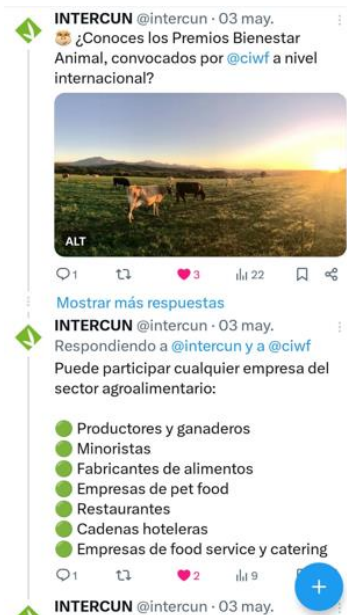 INTERCUN @intercun · 03 may.
🐮 ¿Conoces los Premios Bienestar
Animal, convocados por @ciwf a nivel
internacional?
ALT
1 3 22
Mostrar más respuestas
INTERCUN @intercun · 03 may.
Respondiendo a @intercun y a @ciwf
Puede participar cualquier empresa del
sector agroalimentario:
🟢 Productores y ganaderos
🟢 Minoristas
🟢 Fabricantes de alimentos
🟢 Empresas de pet food
🟢 Restaurantes
🟢 Cadenas hoteleras
🟢 Empresas de food service y catering
1 2 9
INTERCUN @intercun · 03 may.